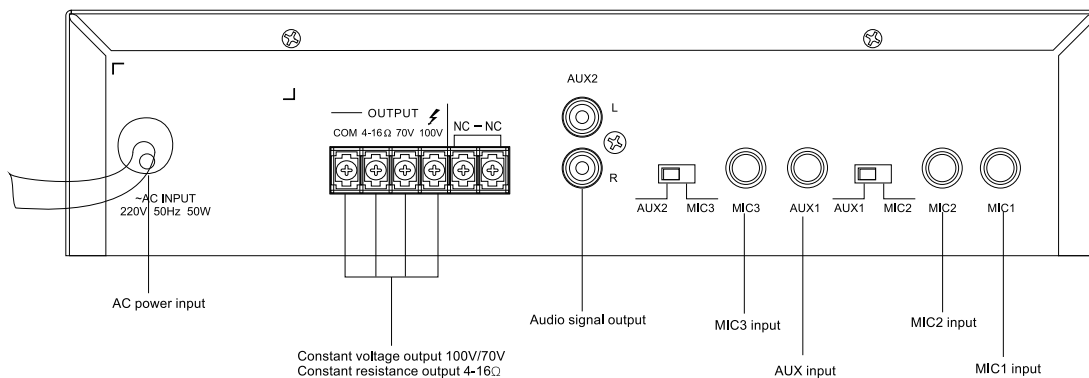 AUX2
L
R
OUTPUT
COM 4-16Ω 70V 100V
NC – NC
~AC INPUT
220V 50Hz 50W
AUX2 MIC3
MIC3
AUX1
AUX1 MIC2
MIC2
MIC1
AC power input
Audio signal output
MIC3 input
MIC2 input
Constant voltage output 100V/70V
Constant resistance output 4-16Ω
AUX input
MIC1 input